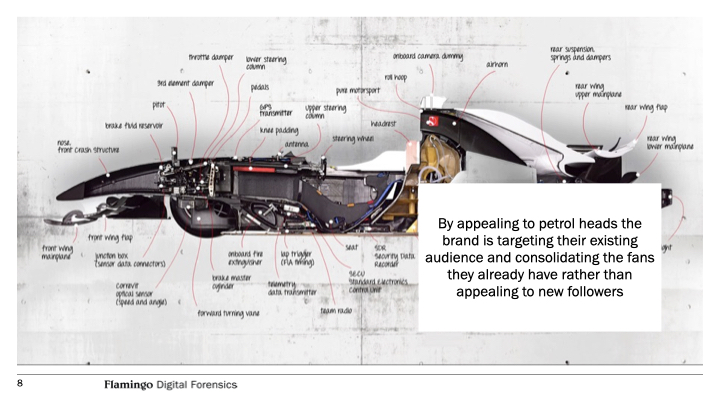 throttle damper
lower steering
column
3rd element damper
pedals
pitot
GPS
transmitter
upper steering
column
brake fluid reservoir
knee padding
antenna
steering wheel
nose,
front crash structure
onboard camera dummy
roll hoop
airhorn
pure motorsport
headrest
rear suspension,
springs and dampers
rear wing
upper mainplane
rear wing flap
rear wing
lower mainplane
front wing
mainplane
front wing flap
junction box
(sensor data connectors)
Correvit
optical sensor
(speed and angle)
forward turning vane
brake master
cylinder
onboard fire
extinguisher
lap trigger
(FIA timing)
telemetry
data transmitter
team radio
seat
SDR
Security Data
Recorder
SECU
Standard electronics
control unit
By appealing to petrol heads the
brand is targeting their existing
audience and consolidating the fans
they already have rather than
appealing to new followers
8
Flamingo Digital Forensics